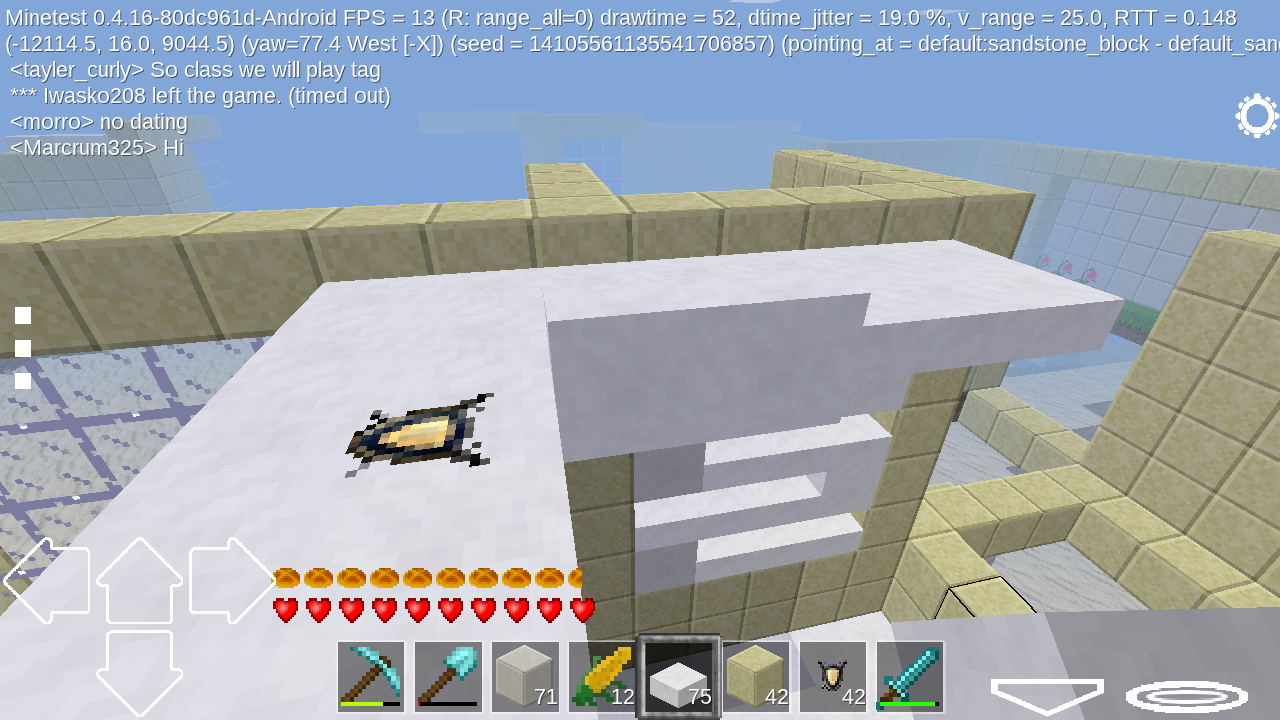 Minetest 0.4.16-80dc961d-Android FPS = 13 (R: range_all=0) drawtime = 52, dtime_jitter = 19.0 %, v_range = 25.0, RTT = 0.148
(-12114.5, 16.0, 9044.5) (yaw=77.4 West [-X]) (seed = 14105561135541706857) (pointing_at = default:sandstone_block - default_san
<tayler_curly> So class we will play tag
*** Iwasko208 left the game. (timed out)
<morro> no dating
<Marcrum325> Hi
71 12 75 42 42